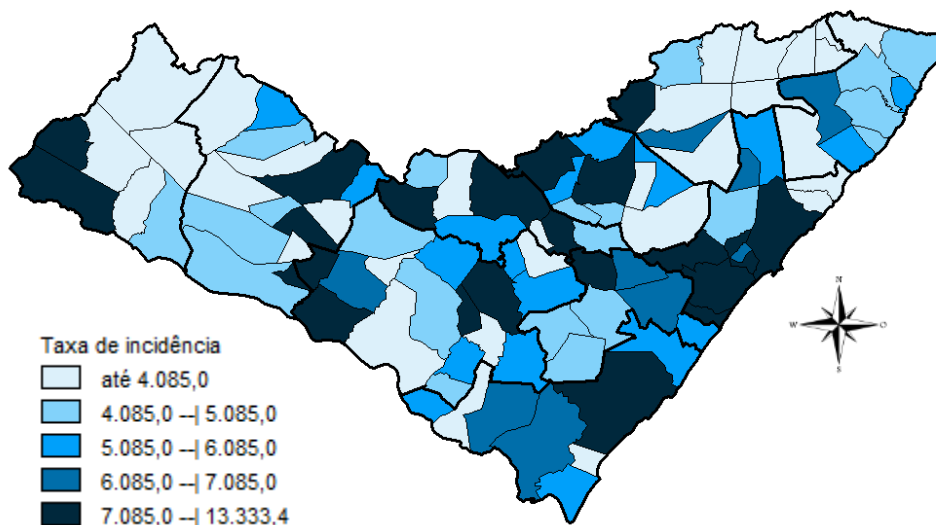 Taxa de incidência
até 4.085,0
4.085,0 --| 5.085,0
5.085,0 --| 6.085,0
6.085,0 --| 7.085,0
7.085,0 --| 13.333,4
N
W
O
S